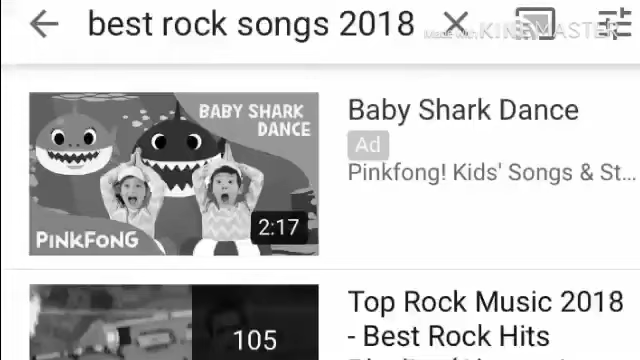 best rock songs 2018
Made with KINEMASTER
BABY SHARK
DANCE
2:17
PINKFONG
Baby Shark Dance
Ad
Pinkfong! Kids' Songs & St...
105
Top Rock Music 2018
- Best Rock Hits